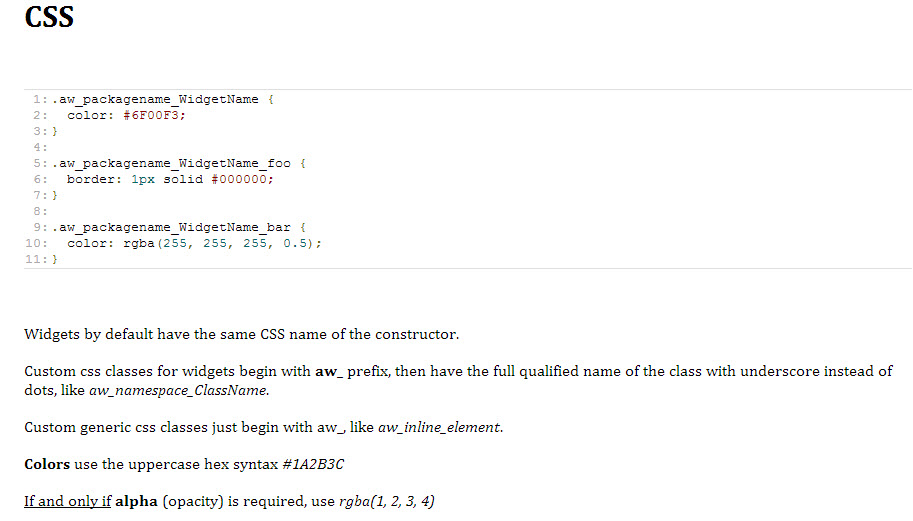 CSS
1: .aw_packagename_WidgetName {
2:   color: #6F00F3;
3: }
4:
5: .aw_packagename_WidgetName_foo {
6:   border: 1px solid #000000;
7: }
8:
9: .aw_packagename_WidgetName_bar {
10:   color: rgba(255, 255, 255, 0.5);
11: }
Widgets by default have the same CSS name of the constructor.
Custom css classes for widgets begin with aw_ prefix, then have the full qualified name of the class with underscore instead of
dots, like aw_namespace_ClassName.
Custom generic css classes just begin with aw_, like aw_inline_element.
Colors use the uppercase hex syntax #1A2B3C
If and only if alpha (opacity) is required, use rgba(1, 2, 3, 4)